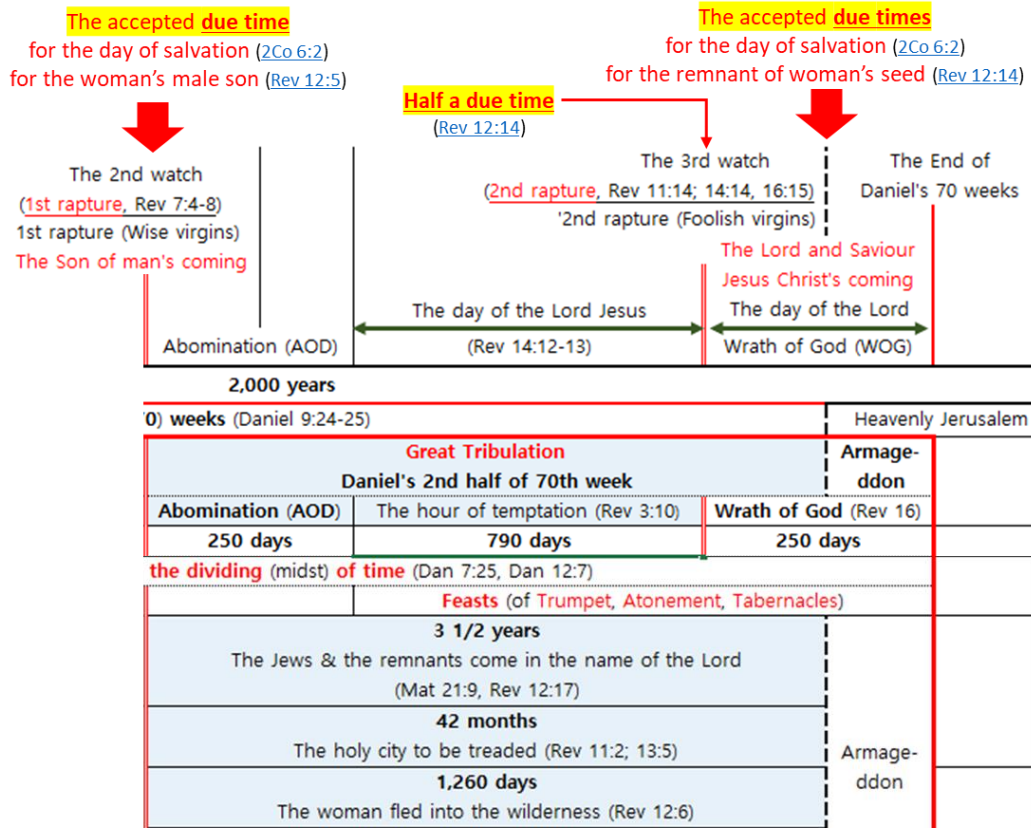 The accepted due time
for the day of salvation (2Co 6:2)
for the woman's male son (Rev 12:5)
The accepted due times
for the day of salvation (2Co 6:2)
for the remnant of woman's seed (Rev 12:14)
Half a due time
(Rev 12:14)
The 2nd watch
(1st rapture, Rev 7:4-8)
1st rapture (Wise virgins)
The Son of man's coming
The 3rd watch
(2nd rapture, Rev 11:14; 14:14, 16:15)
'2nd rapture (Foolish virgins)
The End of
Daniel's 70 weeks
The Lord and Saviour
Jesus Christ's coming
Abomination (AOD)
The day of the Lord Jesus
(Rev 14:12-13)
The day of the Lord
Wrath of God (WOG)
2,000 years
'0) weeks (Daniel 9:24-25)
Heavenly Jerusalem
Great Tribulation
Daniel's 2nd half of 70th week
Armage-
ddon
Abomination (AOD)
The hour of temptation (Rev 3:10)
Wrath of God (Rev 16)
250 days
790 days
250 days
the dividing (midst) of time (Dan 7:25, Dan 12:7)
Feasts (of Trumpet, Atonement, Tabernacles)
3 1/2 years
The Jews & the remnants come in the name of the Lord
(Mat 21:9, Rev 12:17)
42 months
The holy city to be treaded (Rev 11:2; 13:5)
1,260 days
The woman fled into the wilderness (Rev 12:6)
Armage-
ddon